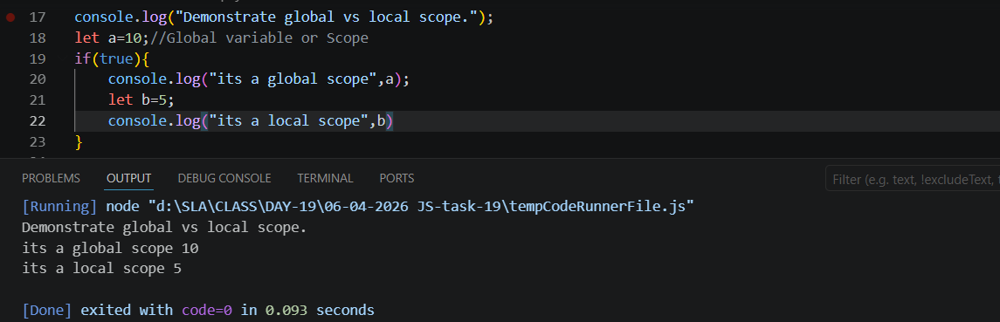 17 console.log("Demonstrate global vs local scope.");
18 let a=10;//Global variable or Scope
19 if(true){
20 console.log("its a global scope",a);
21 let b=5;
22 console.log("its a local scope",b)
23 }
PROBLEMS OUTPUT DEBUG CONSOLE TERMINAL PORTS Filter (e.g. text, !excludeText,
[Running] node "d:\SLA\CLASS\DAY-19\06-04-2026 JS-task-19\tempCodeRunnerFile.js"
Demonstrate global vs local scope.
its a global scope 10
its a local scope 5
[Done] exited with code=0 in 0.093 seconds